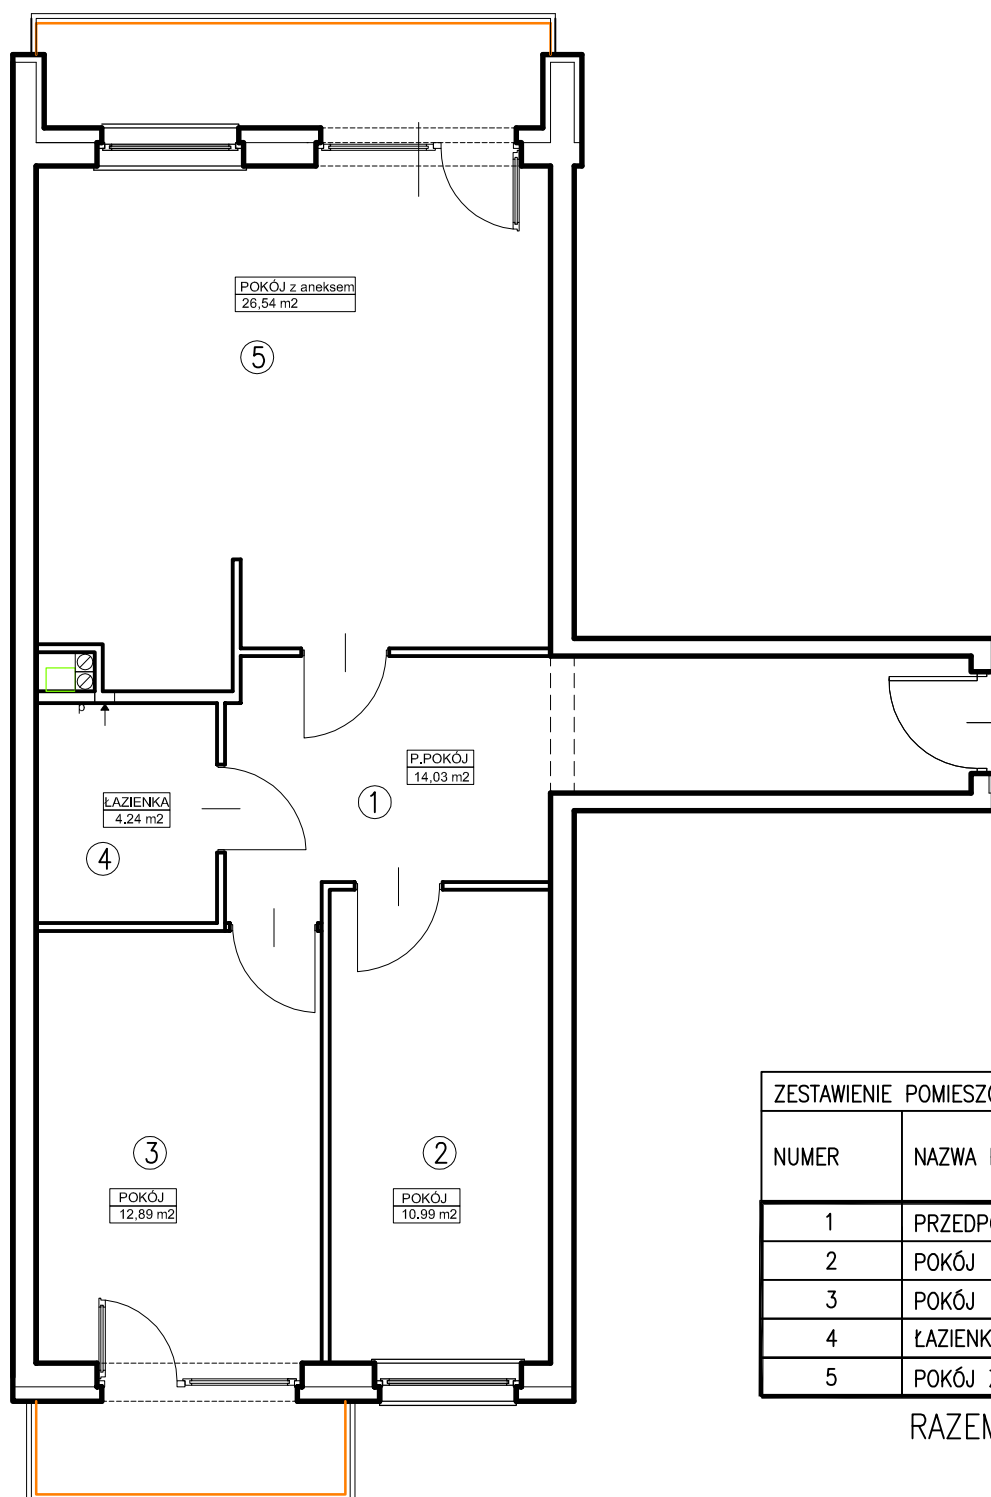 POKÓJ z aneksem
26,54 m2
5
p
P.POKÓJ
14,03 m2
1
ŁAZIENKA
4.24 m2
4
3
POKÓJ
12,89 m2
2
POKÓJ
10.99 m2
ZESTAWIENIE
NUMER NAZWA
1
2 POKÓJ
3 POKÓJ
4
5 POKÓJ